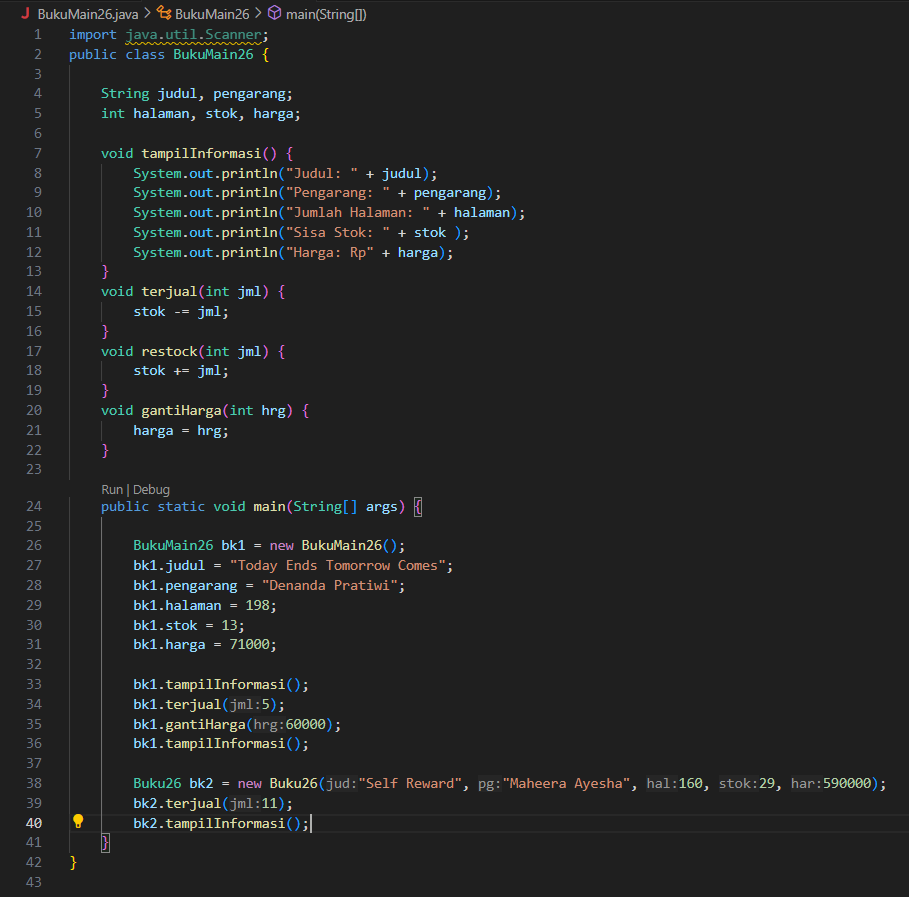 BukuMain26.java > BukuMain26 > main(String[])
1 import java.util.Scanner;
2 public class BukuMain26 {
3
4 String judul, pengarang;
5 int halaman, stok, harga;
6
7 void tampilInformasi() {
8 System.out.println("Judul: " + judul);
9 System.out.println("Pengarang: " + pengarang);
10 System.out.println("Jumlah Halaman: " + halaman);
11 System.out.println("Sisa Stok: " + stok );
12 System.out.println("Harga: Rp" + harga);
13 }
14 void terjual(int jml) {
15 stok -= jml;
16 }
17 void restock(int jml) {
18 stok += jml;
19 }
20 void gantiHarga(int hrg) {
21 harga = hrg;
22 }
23
Run | Debug
24 public static void main(String[] args) {
25
26 BukuMain26 bk1 = new BukuMain26();
27 bk1.judul = "Today Ends Tomorrow Comes";
28 bk1.pengarang = "Denanda Pratiwi";
29 bk1.halaman = 198;
30 bk1.stok = 13;
31 bk1.harga = 71000;
32
33 bk1.tampilInformasi();
34 bk1.terjual(jml:5);
35 bk1.gantiHarga(hrg:60000);
36 bk1.tampilInformasi();
37
38 Buku26 bk2 = new Buku26(jud:"Self Reward", pg:"Maheera Ayesha", hal:160, stok:29, har:590000);
39 bk2.terjual(jml:11);
40 bk2.tampilInformasi();
41 }
42 }
43